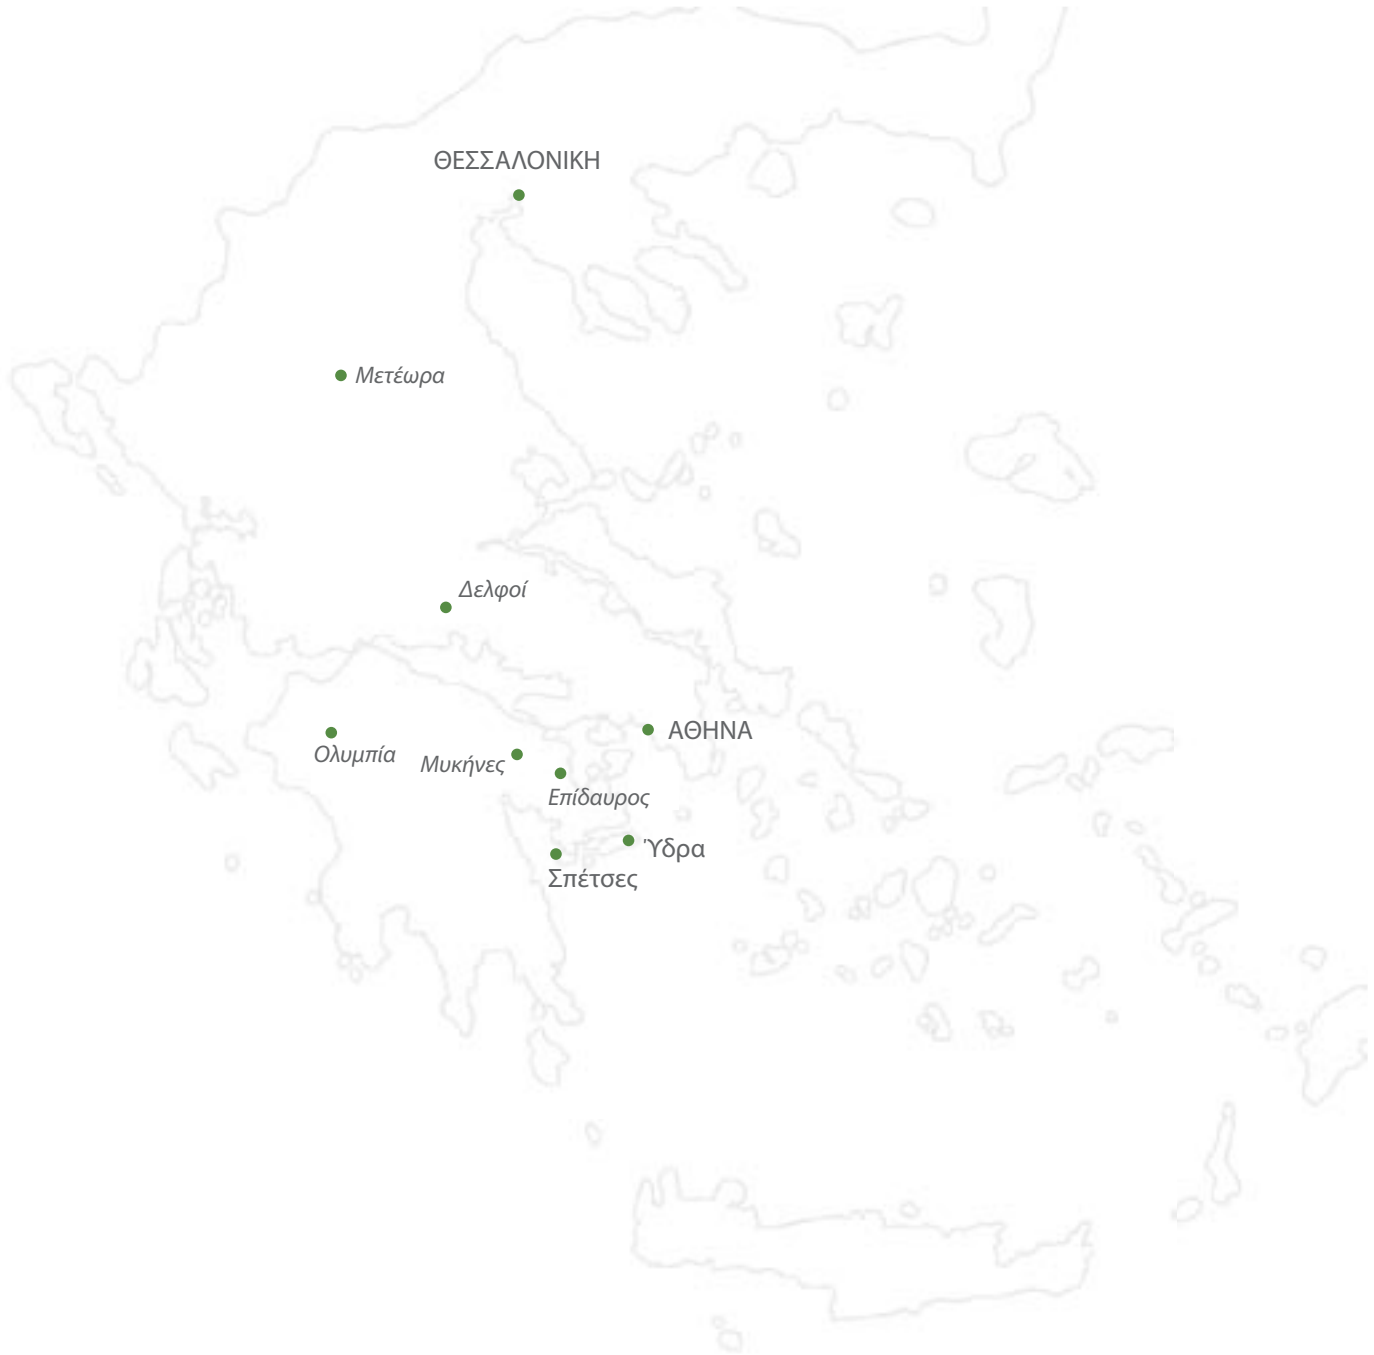 ΘΕΣΣΑΛΟΝΙΚΗ
Μετέωρα
Δελφοί
ΑΘΗΝΑ
Ολυμπία
Μυκήνες
Επίδαυρος
Ύδρα
Σπέτσες